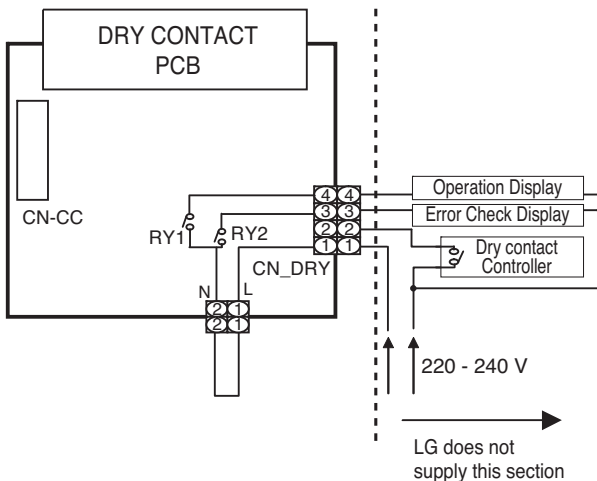 DRY CONTACT
PCB
CN-CC
RY1
RY2
CN_DRY
4 4
3 3
2 2
1 1
N
L
2 1
2 1
Operation Display
Error Check Display
Dry contact
Controller
220 - 240 V
LG does not
supply this section